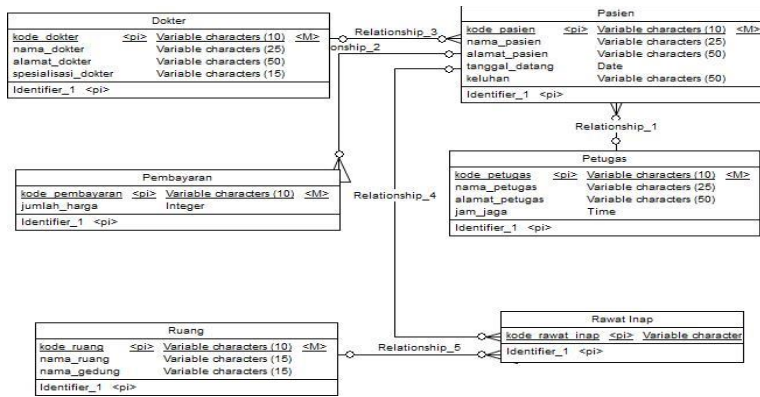 Dokter
kode_dokter <pi> Variable characters (10) <M>
nama_dokter Variable characters (25)
alamat_dokter Variable characters (50)
spesialisasi_dokter Variable characters (15)
Identifier_1 <pi>
Relationship_3
onship_2
Pasien
kode_pasien <pi> Variable characters (10) <M>
nama_pasien Variable characters (25)
alamat_pasien Variable characters (50)
tanggal_datang Date
keluhan Variable characters (50)
Identifier_1 <pi>
Relationship_1
Pembayaran
kode_pembayaran <pi> Variable characters (10) <M>
jumlah_harga Integer
Identifier_1 <pi>
Relationship_4
Petugas
kode_petugas <pi> Variable characters (10) <M>
nama_petugas Variable characters (25)
alamat_petugas Variable characters (50)
jam_jaga Time
Identifier_1 <pi>
Ruang
kode_ruang <pi> Variable characters (10) <M>
nama_ruang Variable characters (15)
nama_gedung Variable characters (15)
Identifier_1 <pi>
Relationship_5
Rawat Inap
kode_rawat_inap <pi> Variable character
Identifier_1 <pi>